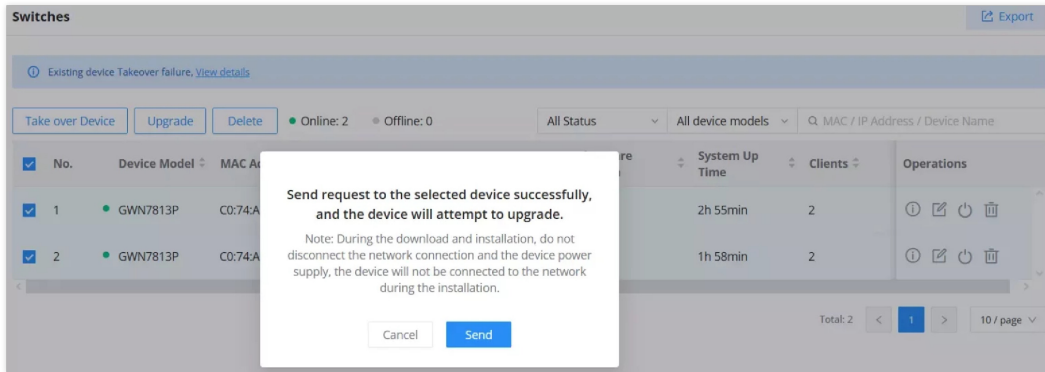 Switches
Export
Existing device Takeover failure, View details
Take over Device Upgrade Delete Online: 2 Offline: 0 All Status All device models MAC / IP Address / Device Name
No. Device Model MAC Ad System Up Time Clients Operations
1 GWN7813P C0:74:A 2h 55min 2
2 GWN7813P C0:74:A 1h 58min 2
Send request to the selected device successfully,
and the device will attempt to upgrade.
Note: During the download and installation, do not
disconnect the network connection and the device power
supply, the device will not be connected to the network
during the installation.
Cancel Send
Total: 2 < 1 > 10 / page